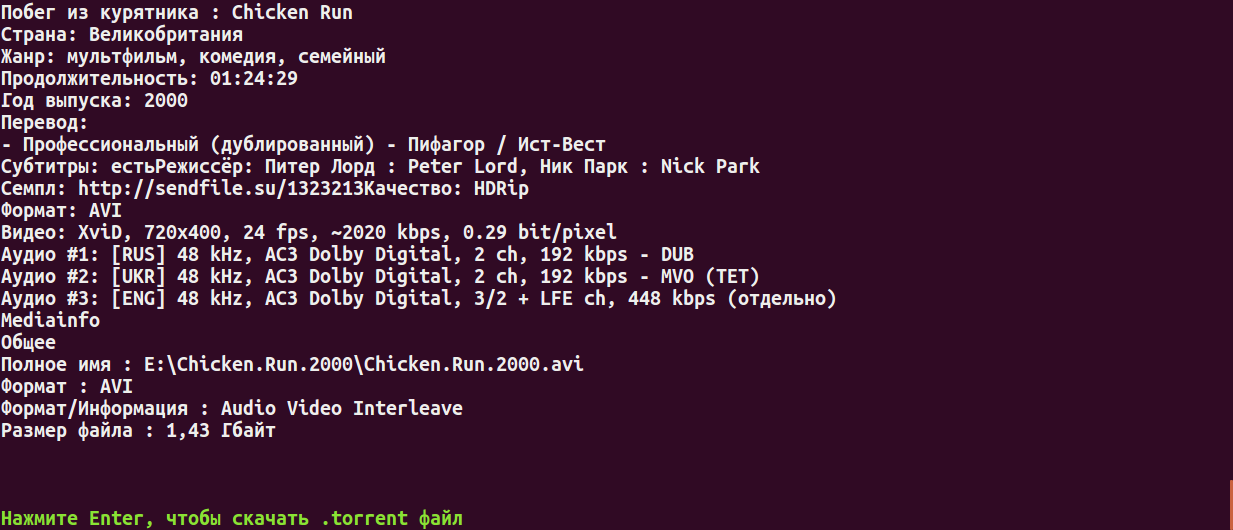 Побег из курятника : Chicken Run
Страна: Великобритания
Жанр: мультфильм, комедия, семейный
Продолжительность: 01:24:29
Год выпуска: 2000
Перевод:
- Профессиональный (дублированный) - Пифагор / Ист-Вест
Субтитры: естьРежиссёр: Питер Лорд : Peter Lord, Ник Парк : Nick Park
Семпл: http://sendfile.su/1323213Качество: HDRip
Формат: AVI
Видео: XviD, 720x400, 24 fps, ~2020 kbps, 0.29 bit/pixel
Аудио #1: [RUS] 48 kHz, AC3 Dolby Digital, 2 ch, 192 kbps - DUB
Аудио #2: [UKR] 48 kHz, AC3 Dolby Digital, 2 ch, 192 kbps - MVO (ТЕТ)
Аудио #3: [ENG] 48 kHz, AC3 Dolby Digital, 3/2 + LFE ch, 448 kbps (отдельно)
Mediainfo
Общее
Полное имя : E:\Chicken.Run.2000\Chicken.Run.2000.avi
Формат : AVI
Формат/Информация : Audio Video Interleave
Размер файла : 1,43 Гбайт
Нажмите Enter, чтобы скачать .torrent файл